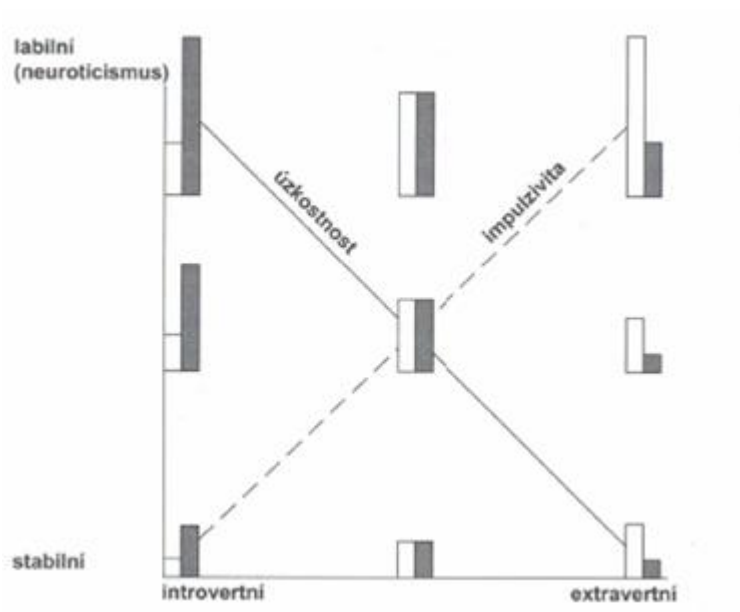 labilní
(neuroticismus)
úzkostnost
impulzivita
stabilní
introvertní
extravertní